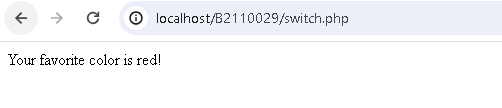 localhost/B2110029/switch.php
Your favorite color is red!